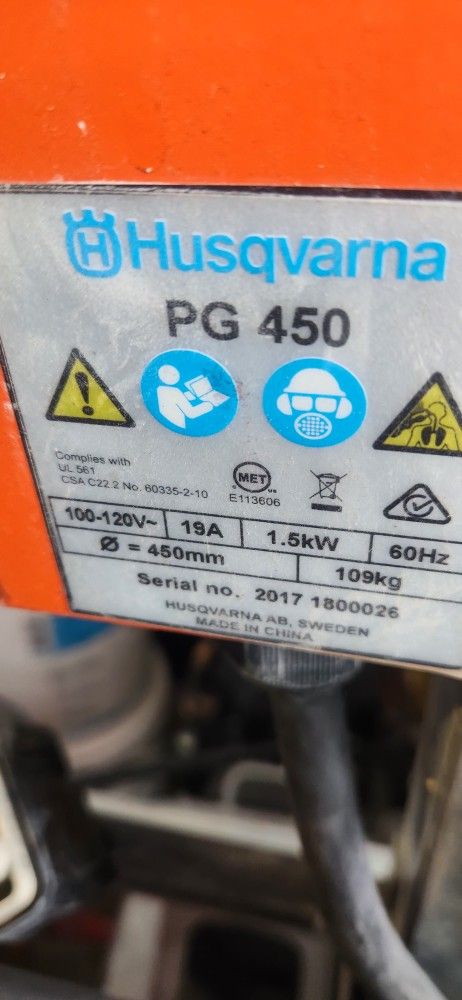 Husqvarna
PG 450
Complies with
UL 561
CSA C22.2 No. 60335-2-10
MET
US
E113606
100-120V~ 19A 1.5kW 60Hz
Ø = 450mm 109kg
Serial no. 2017 1800026
HUSQVARNA AB, SWEDEN
MADE IN CHINA